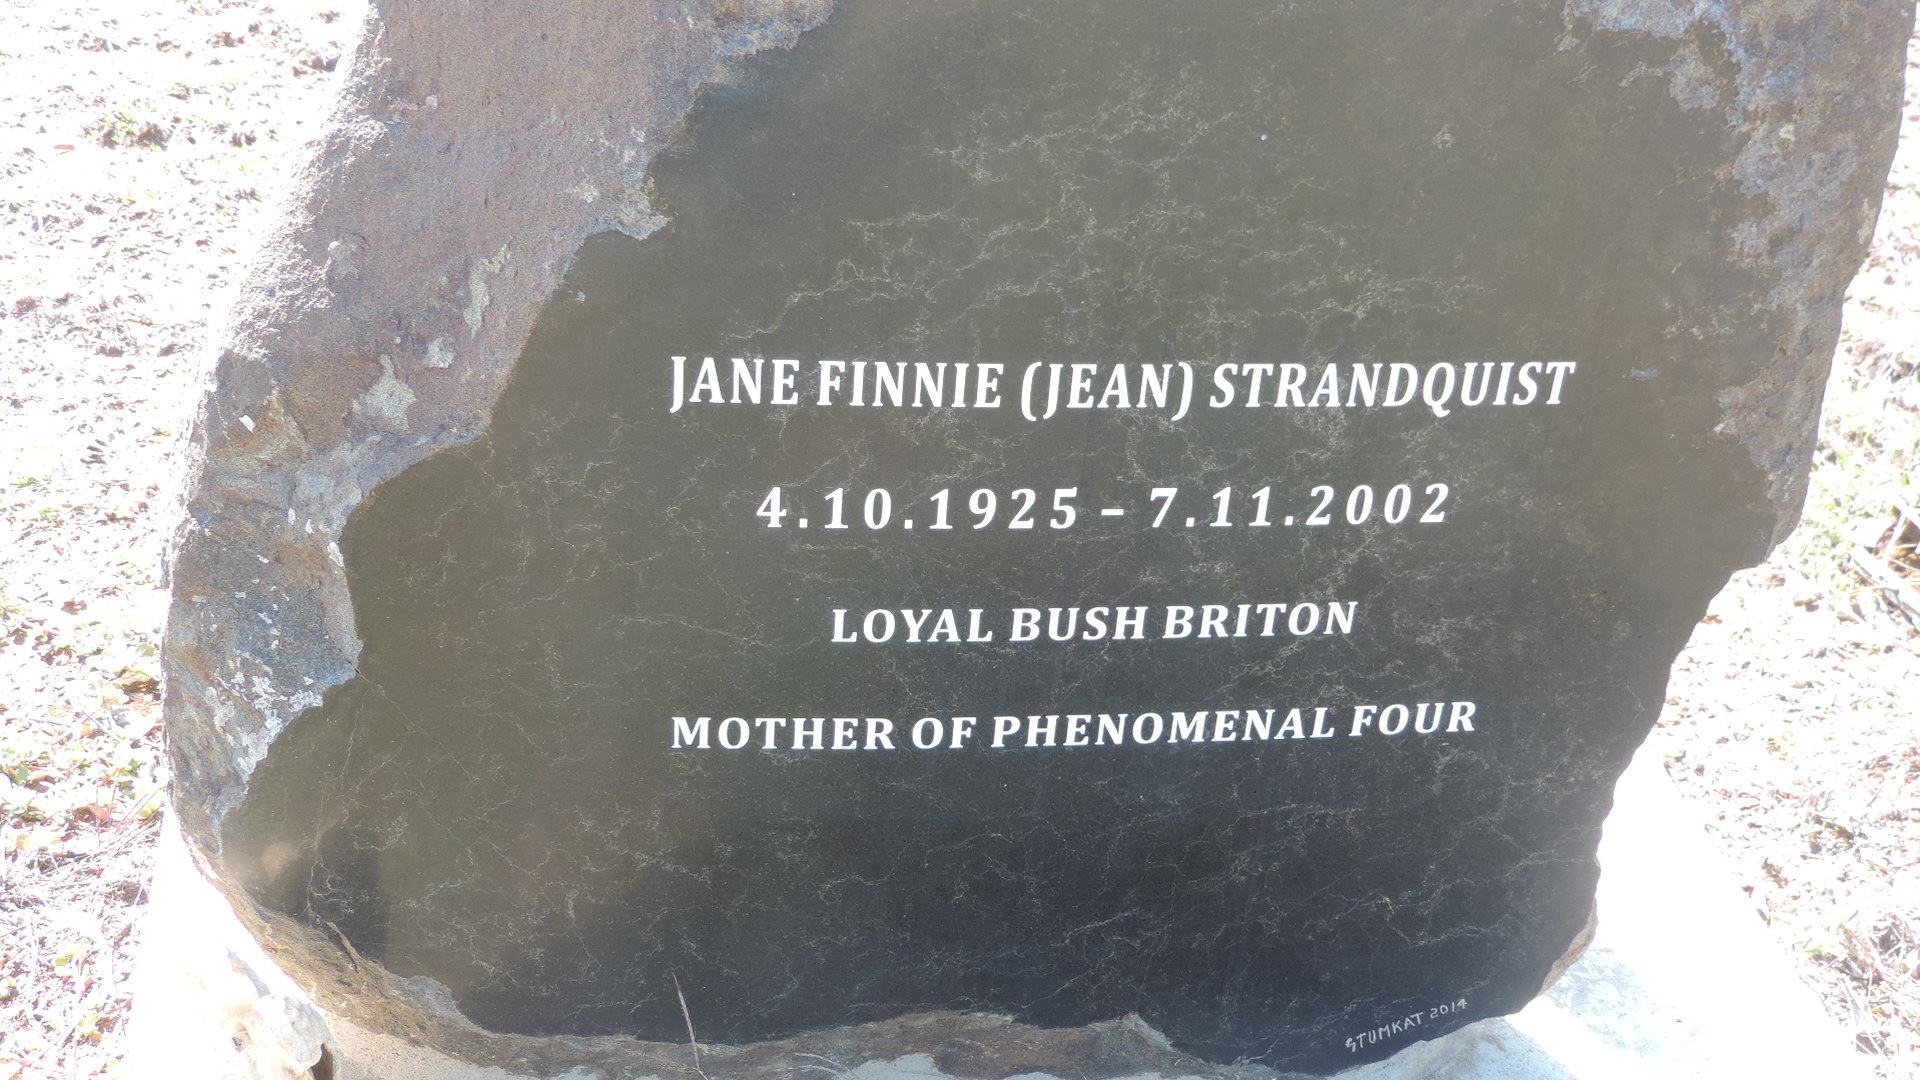 JANE FINNIE (JEAN) STRANDQUIST
4.10.1925 – 7.11.2002
LOYAL BUSH BRITON
MOTHER OF PHENOMENAL FOUR
STUMKAT 2014